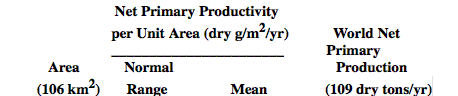 Net Primary Productivity
per Unit Area (dry g/m²/yr) World Net
Primary
Area Normal Production
(106 km²) Range Mean (109 dry tons/yr)